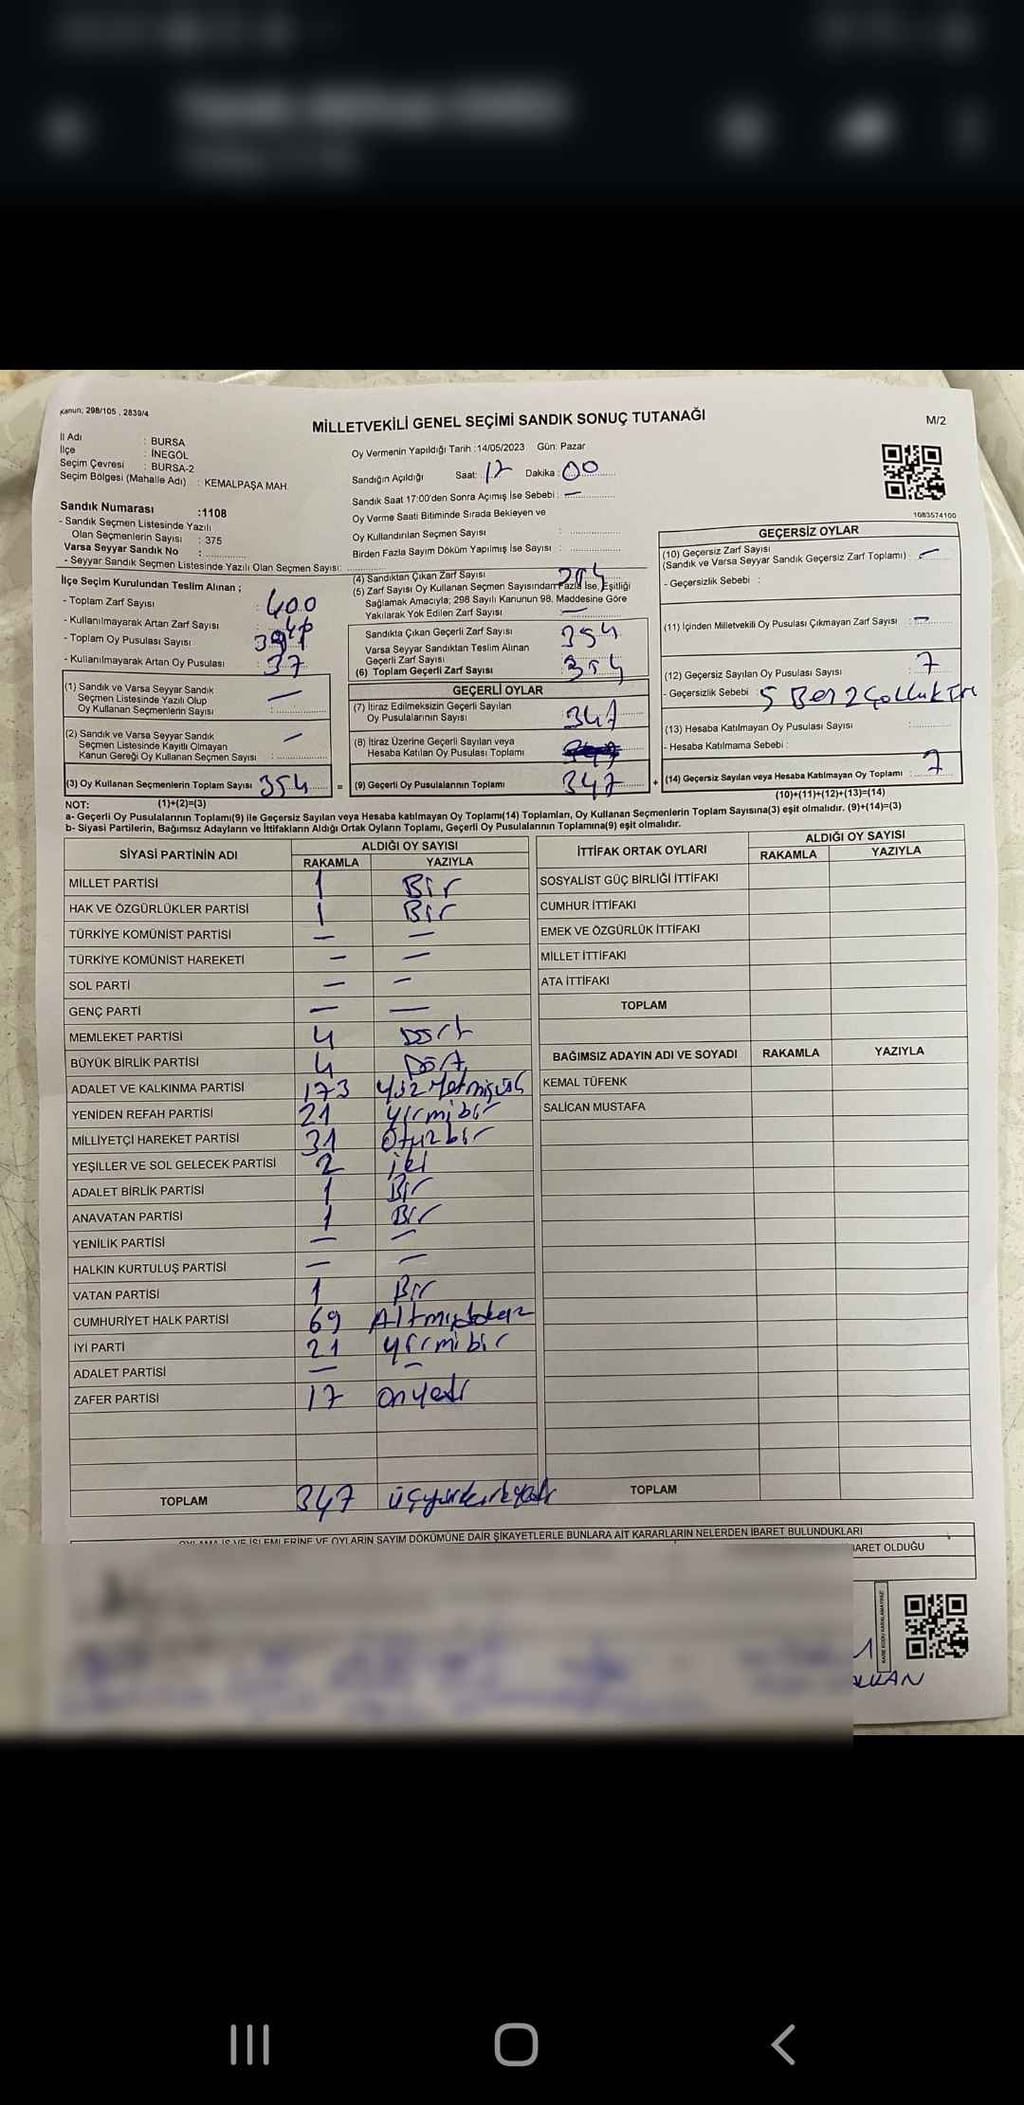 Kanun: 298/105 , 2839/4
MİLLETVEKİLİ GENEL SEÇİMİ SANDIK SONUÇ TUTANAĞI
M/2
İl Adı : BURSA
İlçe : İNEGÖL
Seçim Çevresi : BURSA-2
Seçim Bölgesi (Mahalle Adı) : KEMALPAŞA MAH.
Sandık Numarası :1108
- Sandık Seçmen Listesinde Yazılı
Olan Seçmenlerin Sayısı : 375
Varsa Seyyar Sandık No :
- Seyyar Sandık Seçmen Listesinde Yazılı Olan Seçmen Sayısı:
Oy Vermenin Yapıldığı Tarih :14/05/2023 Gün: Pazar
Sandığın Açıldığı Saat: 17 Dakika : 00
Sandık Saat 17:00'den Sonra Açımış İse Sebebi : —
Oy Verme Saati Bitiminde Sırada Bekleyen ve
Oy Kullandırılan Seçmen Sayısı :
Birden Fazla Sayım Döküm Yapılmış İse Sayısı :
1083574100
İlçe Seçim Kurulundan Teslim Alınan ;
- Toplam Zarf Sayısı : 400
- Kullanılmayarak Artan Zarf Sayısı :
- Toplam Oy Pusulası Sayısı :
- Kullanılmayarak Artan Oy Pusulası : 37
(1) Sandık ve Varsa Seyyar Sandık
Seçmen Listesinde Yazılı Olup
Oy Kullanan Seçmenlerin Sayısı : —
(2) Sandık ve Varsa Seyyar Sandık
Seçmen Listesinde Kayıtlı Olmayan
Kanun Gereği Oy Kullanan Seçmen Sayısı : —
(3) Oy Kullanan Seçmenlerin Toplam Sayısı 354 =
(4) Sandıktan Çıkan Zarf Sayısı
(5) Zarf Sayısı Oy Kullanan Seçmen Sayısından Fazla İse, Eşitliği
Sağlamak Amacıyla, 298 Sayılı Kanunun 98. Maddesine Göre
Yakılarak Yok Edilen Zarf Sayısı —
Sandıkta Çıkan Geçerli Zarf Sayısı 354
Varsa Seyyar Sandıktan Teslim Alınan
Geçerli Zarf Sayısı
(6) Toplam Geçerli Zarf Sayısı 354
GEÇERLİ OYLAR
(7) İtiraz Edilmeksizin Geçerli Sayılan
Oy Pusulalarının Sayısı 347
(8) İtiraz Üzerine Geçerli Sayılan veya
Hesaba Katılan Oy Pusulası Toplamı
(9) Geçerli Oy Pusulalarının Toplamı 347 +
GEÇERSİZ OYLAR
(10) Geçersiz Zarf Sayısı
(Sandık ve Varsa Seyyar Sandık Geçersiz Zarf Toplamı) : —
- Geçersizlik Sebebi :
(11) İçinden Milletvekili Oy Pusulası Çıkmayan Zarf Sayısı : —
(12) Geçersiz Sayılan Oy Pusulası Sayısı : 7
- Geçersizlik Sebebi 5 2
(13) Hesaba Katılmayan Oy Pusulası Sayısı :
- Hesaba Katılmama Sebebi :
(14) Geçersiz Sayılan veya Hesaba Katılmayan Oy Toplamı : 7
NOT: (1)+(2)=(3)
(10)+(11)+(12)+(13)=(14)
a- Geçerli Oy Pusulalarının Toplamı(9) ile Geçersiz Sayılan veya Hesaba katılmayan Oy Toplamı(14) Toplamları, Oy Kullanan Seçmenlerin Toplam Sayısına(3) eşit olmalıdır. (9)+(14)=(3)
b- Siyasi Partilerin, Bağımsız Adayların ve İttifakların Aldığı Ortak Oyların Toplamı, Geçerli Oy Pusulalarının Toplamına(9) eşit olmalıdır.
SİYASİ PARTİNİN ADI ALDIĞI OY SAYISI
RAKAMLA YAZIYLA
MİLLET PARTİSİ 1 Bir
HAK VE ÖZGÜRLÜKLER PARTİSİ 1 Bir
TÜRKİYE KOMÜNİST PARTİSİ — —
TÜRKİYE KOMÜNİST HAREKETİ — —
SOL PARTİ — —
GENÇ PARTİ — —
MEMLEKET PARTİSİ 4 Dört
BÜYÜK BİRLİK PARTİSİ 4 Dört
ADALET VE KALKINMA PARTİSİ 173 Yüz Yetmişüç
YENİDEN REFAH PARTİSİ 21 Yirmibir
MİLLİYETÇİ HAREKET PARTİSİ 31 Otuzbir
YEŞİLLER VE SOL GELECEK PARTİSİ 2 iki
ADALET BİRLİK PARTİSİ 1 Bir
ANAVATAN PARTİSİ 1 Bir
YENİLİK PARTİSİ — —
HALKIN KURTULUŞ PARTİSİ — —
VATAN PARTİSİ 1 Bir
CUMHURİYET HALK PARTİSİ 69 Altmışdokuz
İYİ PARTİ 21 Yirmibir
ADALET PARTİSİ — —
ZAFER PARTİSİ 17 Onyedi
TOPLAM 347 üçyüzkırkyedi
İTTİFAK ORTAK OYLARI ALDIĞI OY SAYISI
RAKAMLA YAZIYLA
SOSYALİST GÜÇ BİRLİĞİ İTTİFAKI
CUMHUR İTTİFAKI
EMEK VE ÖZGÜRLÜK İTTİFAKI
MİLLET İTTİFAKI
ATA İTTİFAKI
TOPLAM
BAĞIMSIZ ADAYIN ADI VE SOYADI RAKAMLA YAZIYLA
KEMAL TÜFENK
SALİCAN MUSTAFA
TOPLAM
İŞLEMLERİNE VE OYLARIN SAYIM DÖKÜMÜNE DAİR ŞİKAYETLERLE BUNLARA AİT KARARLARIN NELERDEN İBARET BULUNDUKLARI
OLDUĞU